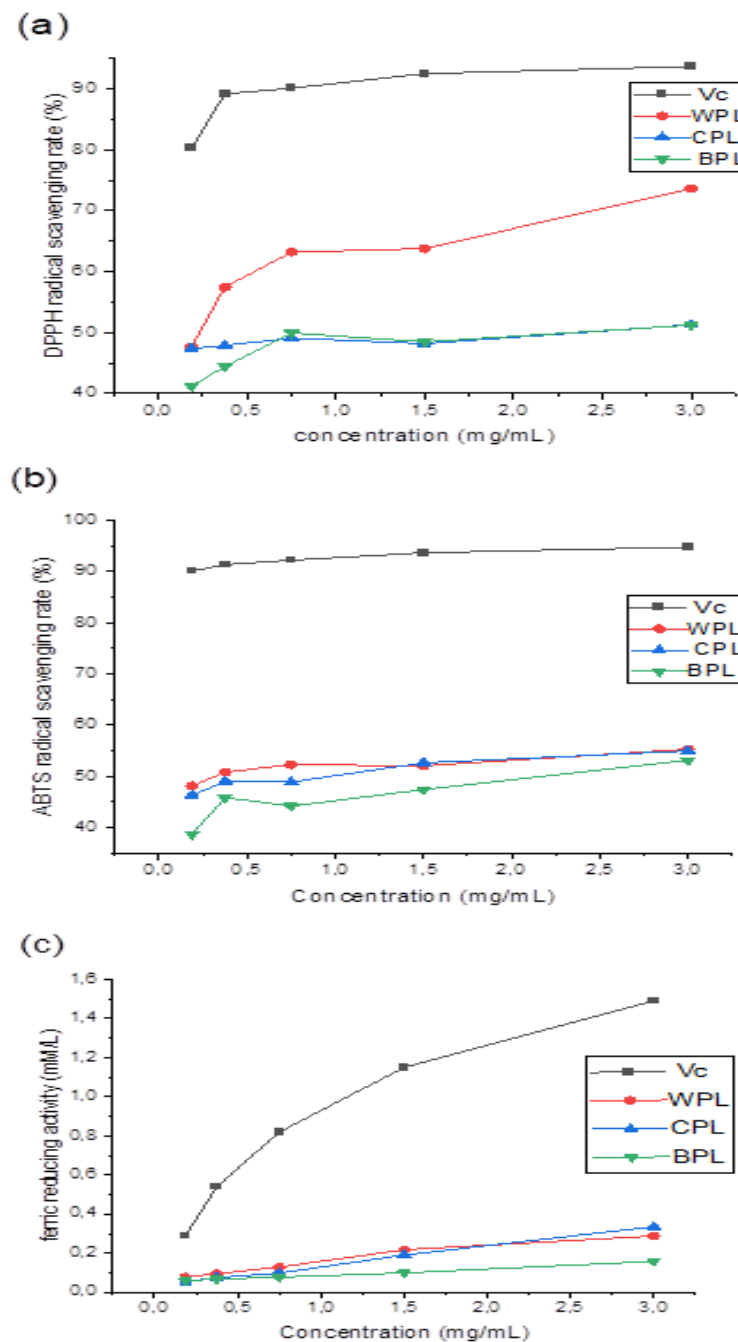 (a)
DPPH radical scavenging rate (%)
90
80
70
60
50
40
Vc
WPL
CPL
BPL
0,0 0,5 1,0 1,5 2,0 2,5 3,0
concentration (mg/mL)
(b)
ABTS radical scavenging rate (%)
100
90
80
70
60
50
40
Vc
WPL
CPL
BPL
0,0 0,5 1,0 1,5 2,0 2,5 3,0
Concentration (mg/mL)
(c)
ferric reducing activity (mM/L)
1,6
1,4
1,2
1,0
0,8
0,6
0,4
0,2
0,0
Vc
WPL
CPL
BPL
0,0 0,5 1,0 1,5 2,0 2,5 3,0
Concentration (mg/mL)